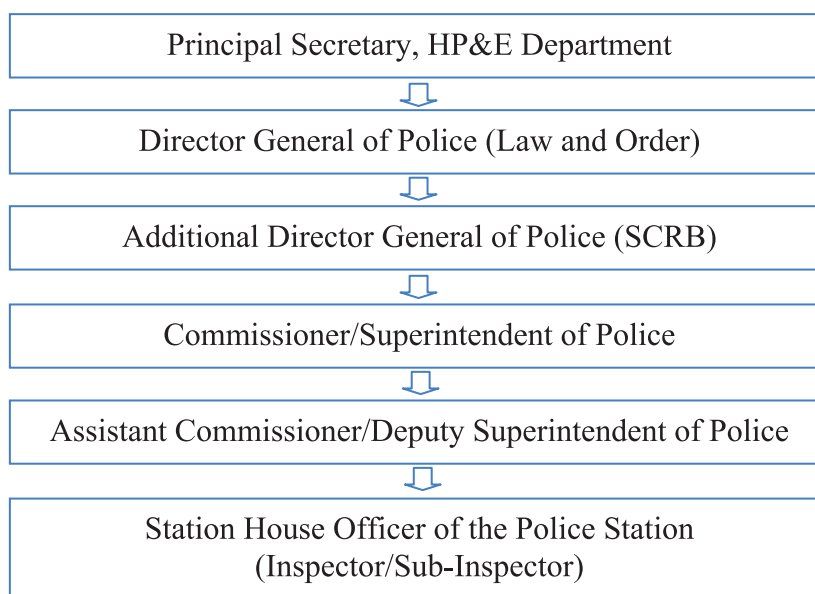 Principal Secretary, HP&E Department
Director General of Police (Law and Order)
Additional Director General of Police (SCRB)
Commissioner/Superintendent of Police
Assistant Commissioner/Deputy Superintendent of Police
Station House Officer of the Police Station
(Inspector/Sub-Inspector)